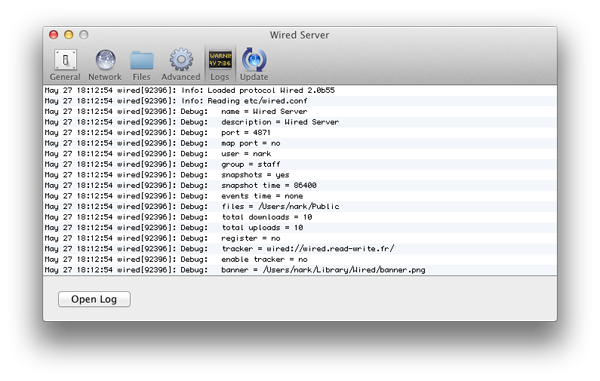 Wired Server
General Network Files Advanced Logs Update
May 27 18:12:54 wired[92396]: Info: Loaded protocol Wired 2.0b55
May 27 18:12:54 wired[92396]: Info: Reading etc/wired.conf
May 27 18:12:54 wired[92396]: Debug: name = Wired Server
May 27 18:12:54 wired[92396]: Debug: description = Wired Server
May 27 18:12:54 wired[92396]: Debug: port = 4871
May 27 18:12:54 wired[92396]: Debug: map port = no
May 27 18:12:54 wired[92396]: Debug: user = nark
May 27 18:12:54 wired[92396]: Debug: group = staff
May 27 18:12:54 wired[92396]: Debug: snapshots = yes
May 27 18:12:54 wired[92396]: Debug: snapshot time = 86400
May 27 18:12:54 wired[92396]: Debug: events time = none
May 27 18:12:54 wired[92396]: Debug: files = /Users/nark/Public
May 27 18:12:54 wired[92396]: Debug: total downloads = 10
May 27 18:12:54 wired[92396]: Debug: total uploads = 10
May 27 18:12:54 wired[92396]: Debug: register = no
May 27 18:12:54 wired[92396]: Debug: tracker = wired://wired.read-write.fr/
May 27 18:12:54 wired[92396]: Debug: enable tracker = no
May 27 18:12:54 wired[92396]: Debug: banner = /Users/nark/Library/Wired/banner.png
Open Log